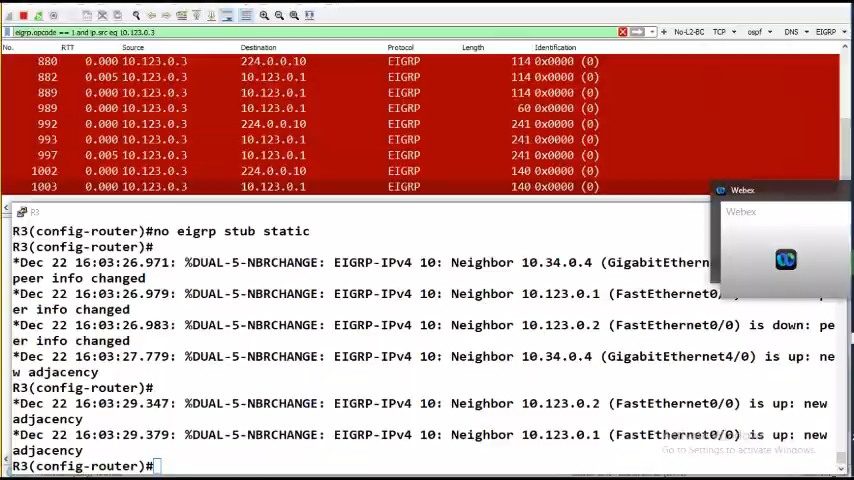 eigrp.opcode == 1 and ip.src eq 10.123.0.3 No-L2-BC TCP ospf DNS EIGRP
No. RTT Source Destination Protocol Length Identification
880 0.000 10.123.0.3 224.0.0.10 EIGRP 114 0x0000 (0)
882 0.005 10.123.0.3 10.123.0.1 EIGRP 114 0x0000 (0)
889 0.000 10.123.0.3 10.123.0.1 EIGRP 114 0x0000 (0)
989 0.000 10.123.0.3 10.123.0.1 EIGRP 60 0x0000 (0)
992 0.000 10.123.0.3 224.0.0.10 EIGRP 241 0x0000 (0)
993 0.000 10.123.0.3 10.123.0.1 EIGRP 241 0x0000 (0)
997 0.005 10.123.0.3 10.123.0.1 EIGRP 241 0x0000 (0)
1002 0.000 10.123.0.3 224.0.0.10 EIGRP 140 0x0000 (0)
1003 0.000 10.123.0.3 10.123.0.1 EIGRP 140 0x0000 (0)
Webex
Webex
R3
R3(config-router)#no eigrp stub static
R3(config-router)#
*Dec 22 16:03:26.971: %DUAL-5-NBRCHANGE: EIGRP-IPv4 10: Neighbor 10.34.0.4 (GigabitEthern
peer info changed
*Dec 22 16:03:26.979: %DUAL-5-NBRCHANGE: EIGRP-IPv4 10: Neighbor 10.123.0.1 (FastEthernet0/0) is down: pe
er info changed
*Dec 22 16:03:26.983: %DUAL-5-NBRCHANGE: EIGRP-IPv4 10: Neighbor 10.123.0.2 (FastEthernet0/0) is down: pe
er info changed
*Dec 22 16:03:27.779: %DUAL-5-NBRCHANGE: EIGRP-IPv4 10: Neighbor 10.34.0.4 (GigabitEthernet4/0) is up: ne
w adjacency
R3(config-router)#
*Dec 22 16:03:29.347: %DUAL-5-NBRCHANGE: EIGRP-IPv4 10: Neighbor 10.123.0.2 (FastEthernet0/0) is up: new
adjacency
*Dec 22 16:03:29.379: %DUAL-5-NBRCHANGE: EIGRP-IPv4 10: Neighbor 10.123.0.1 (FastEthernet0/0) is up: new
adjacency
Go to Settings to activate Windows.
R3(config-router)#